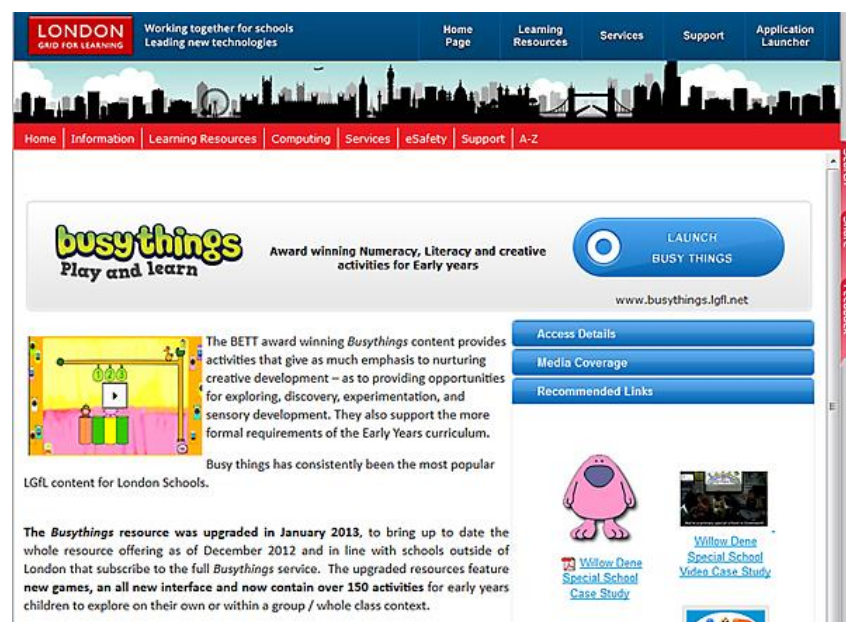 LONDON
GRID FOR LEARNING
Working together for schools
Leading new technologies
Home
Page
Learning
Resources
Services
Support
Application
Launcher
Home Information Learning Resources Computing Services eSafety Support A-Z
busythings
Play and learn
Award winning Numeracy, Literacy and creative
activities for Early years
LAUNCH
BUSY THINGS
www.busythings.lgfl.net
The BETT award winning Busythings content provides
activities that give as much emphasis to nurturing
creative development – as to providing opportunities
for exploring, discovery, experimentation, and
sensory development. They also support the more
formal requirements of the Early Years curriculum.
Busy things has consistently been the most popular
LGfL content for London Schools.
The Busythings resource was upgraded in January 2013, to bring up to date the
whole resource offering as of December 2012 and in line with schools outside of
London that subscribe to the full Busythings service. The upgraded resources feature
new games, an all new interface and now contain over 150 activities for early years
children to explore on their own or within a group / whole class context.
1 2 3
Access Details
Media Coverage
Recommended Links
Willow Dene
Special School
Case Study
Willow Dene
Special School
Video Case Study